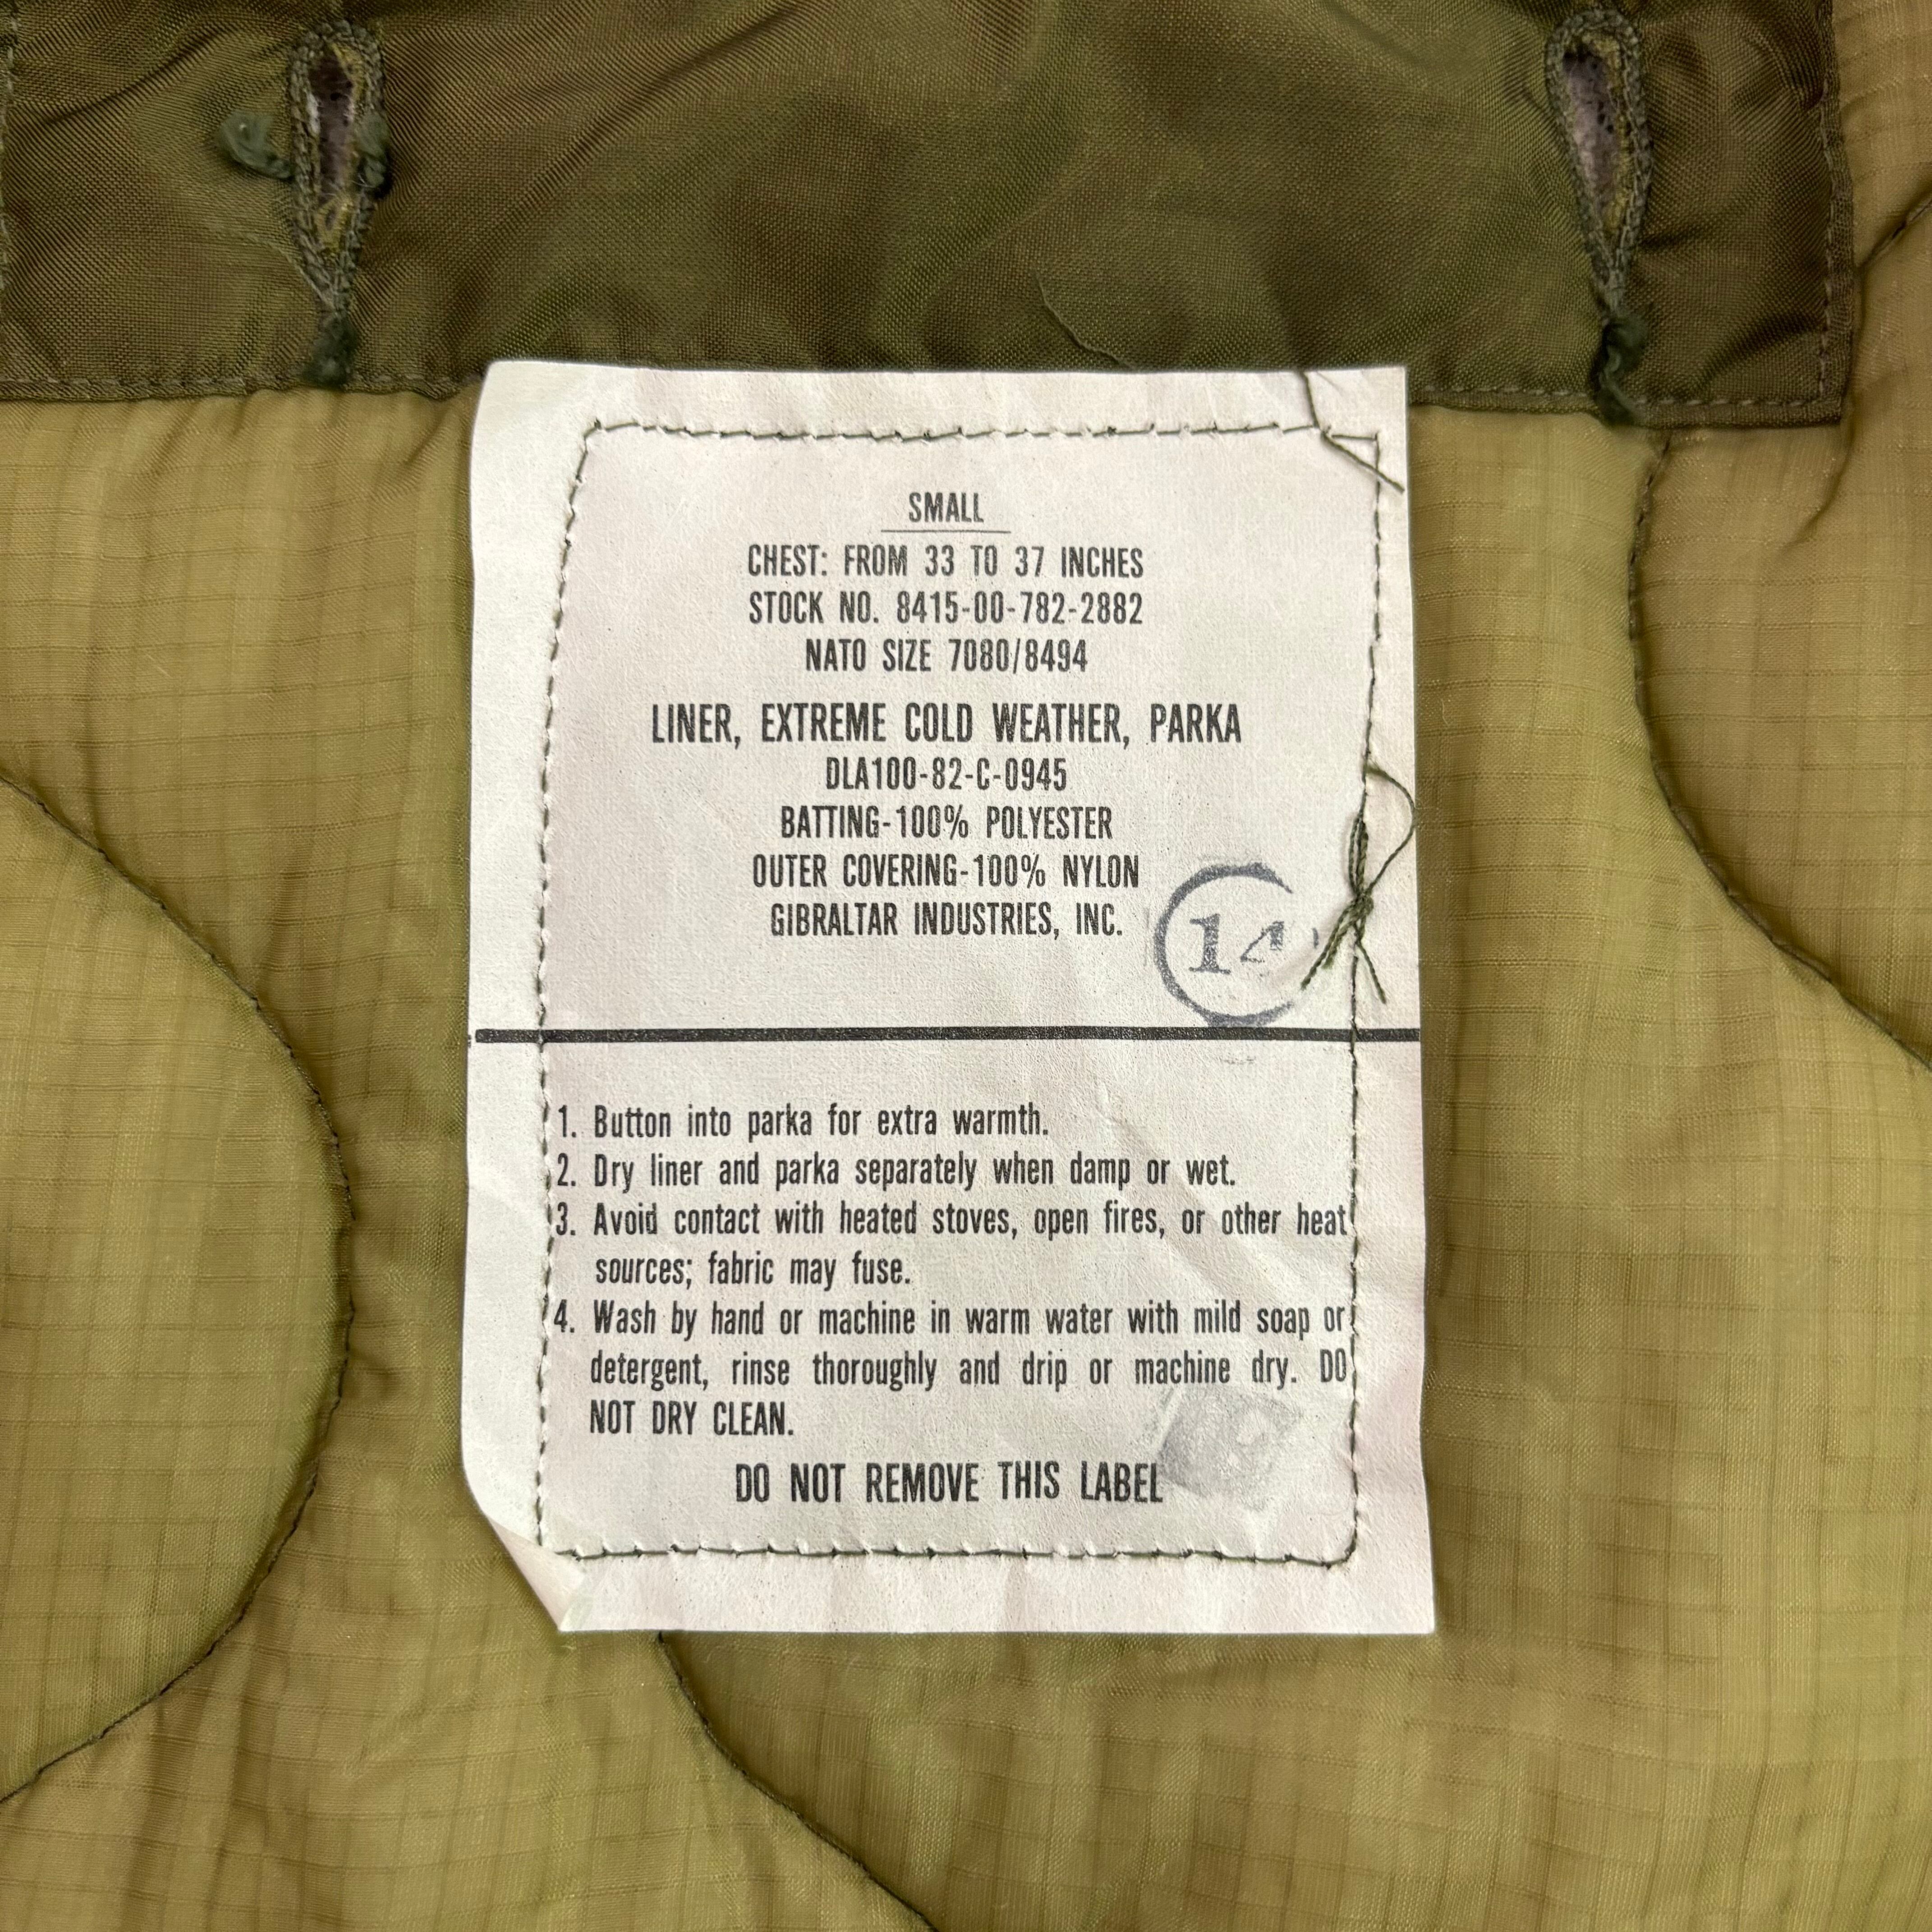 SMALL
CHEST: FROM 33 TO 37 INCHES
STOCK NO. 8415-00-782-2882
NATO SIZE 7080/8494
LINER, EXTREME COLD WEATHER, PARKA
DLA100-82-C-0945
BATTING-100% POLYESTER
OUTER COVERING-100% NYLON
GIBRALTAR INDUSTRIES, INC.
14
1. Button into parka for extra warmth.
2. Dry liner and parka separately when damp or wet.
3. Avoid contact with heated stoves, open fires, or other heat
sources; fabric may fuse.
4. Wash by hand or machine in warm water with mild soap or
detergent, rinse thoroughly and drip or machine dry. DO
NOT DRY CLEAN.
DO NOT REMOVE THIS LABEL